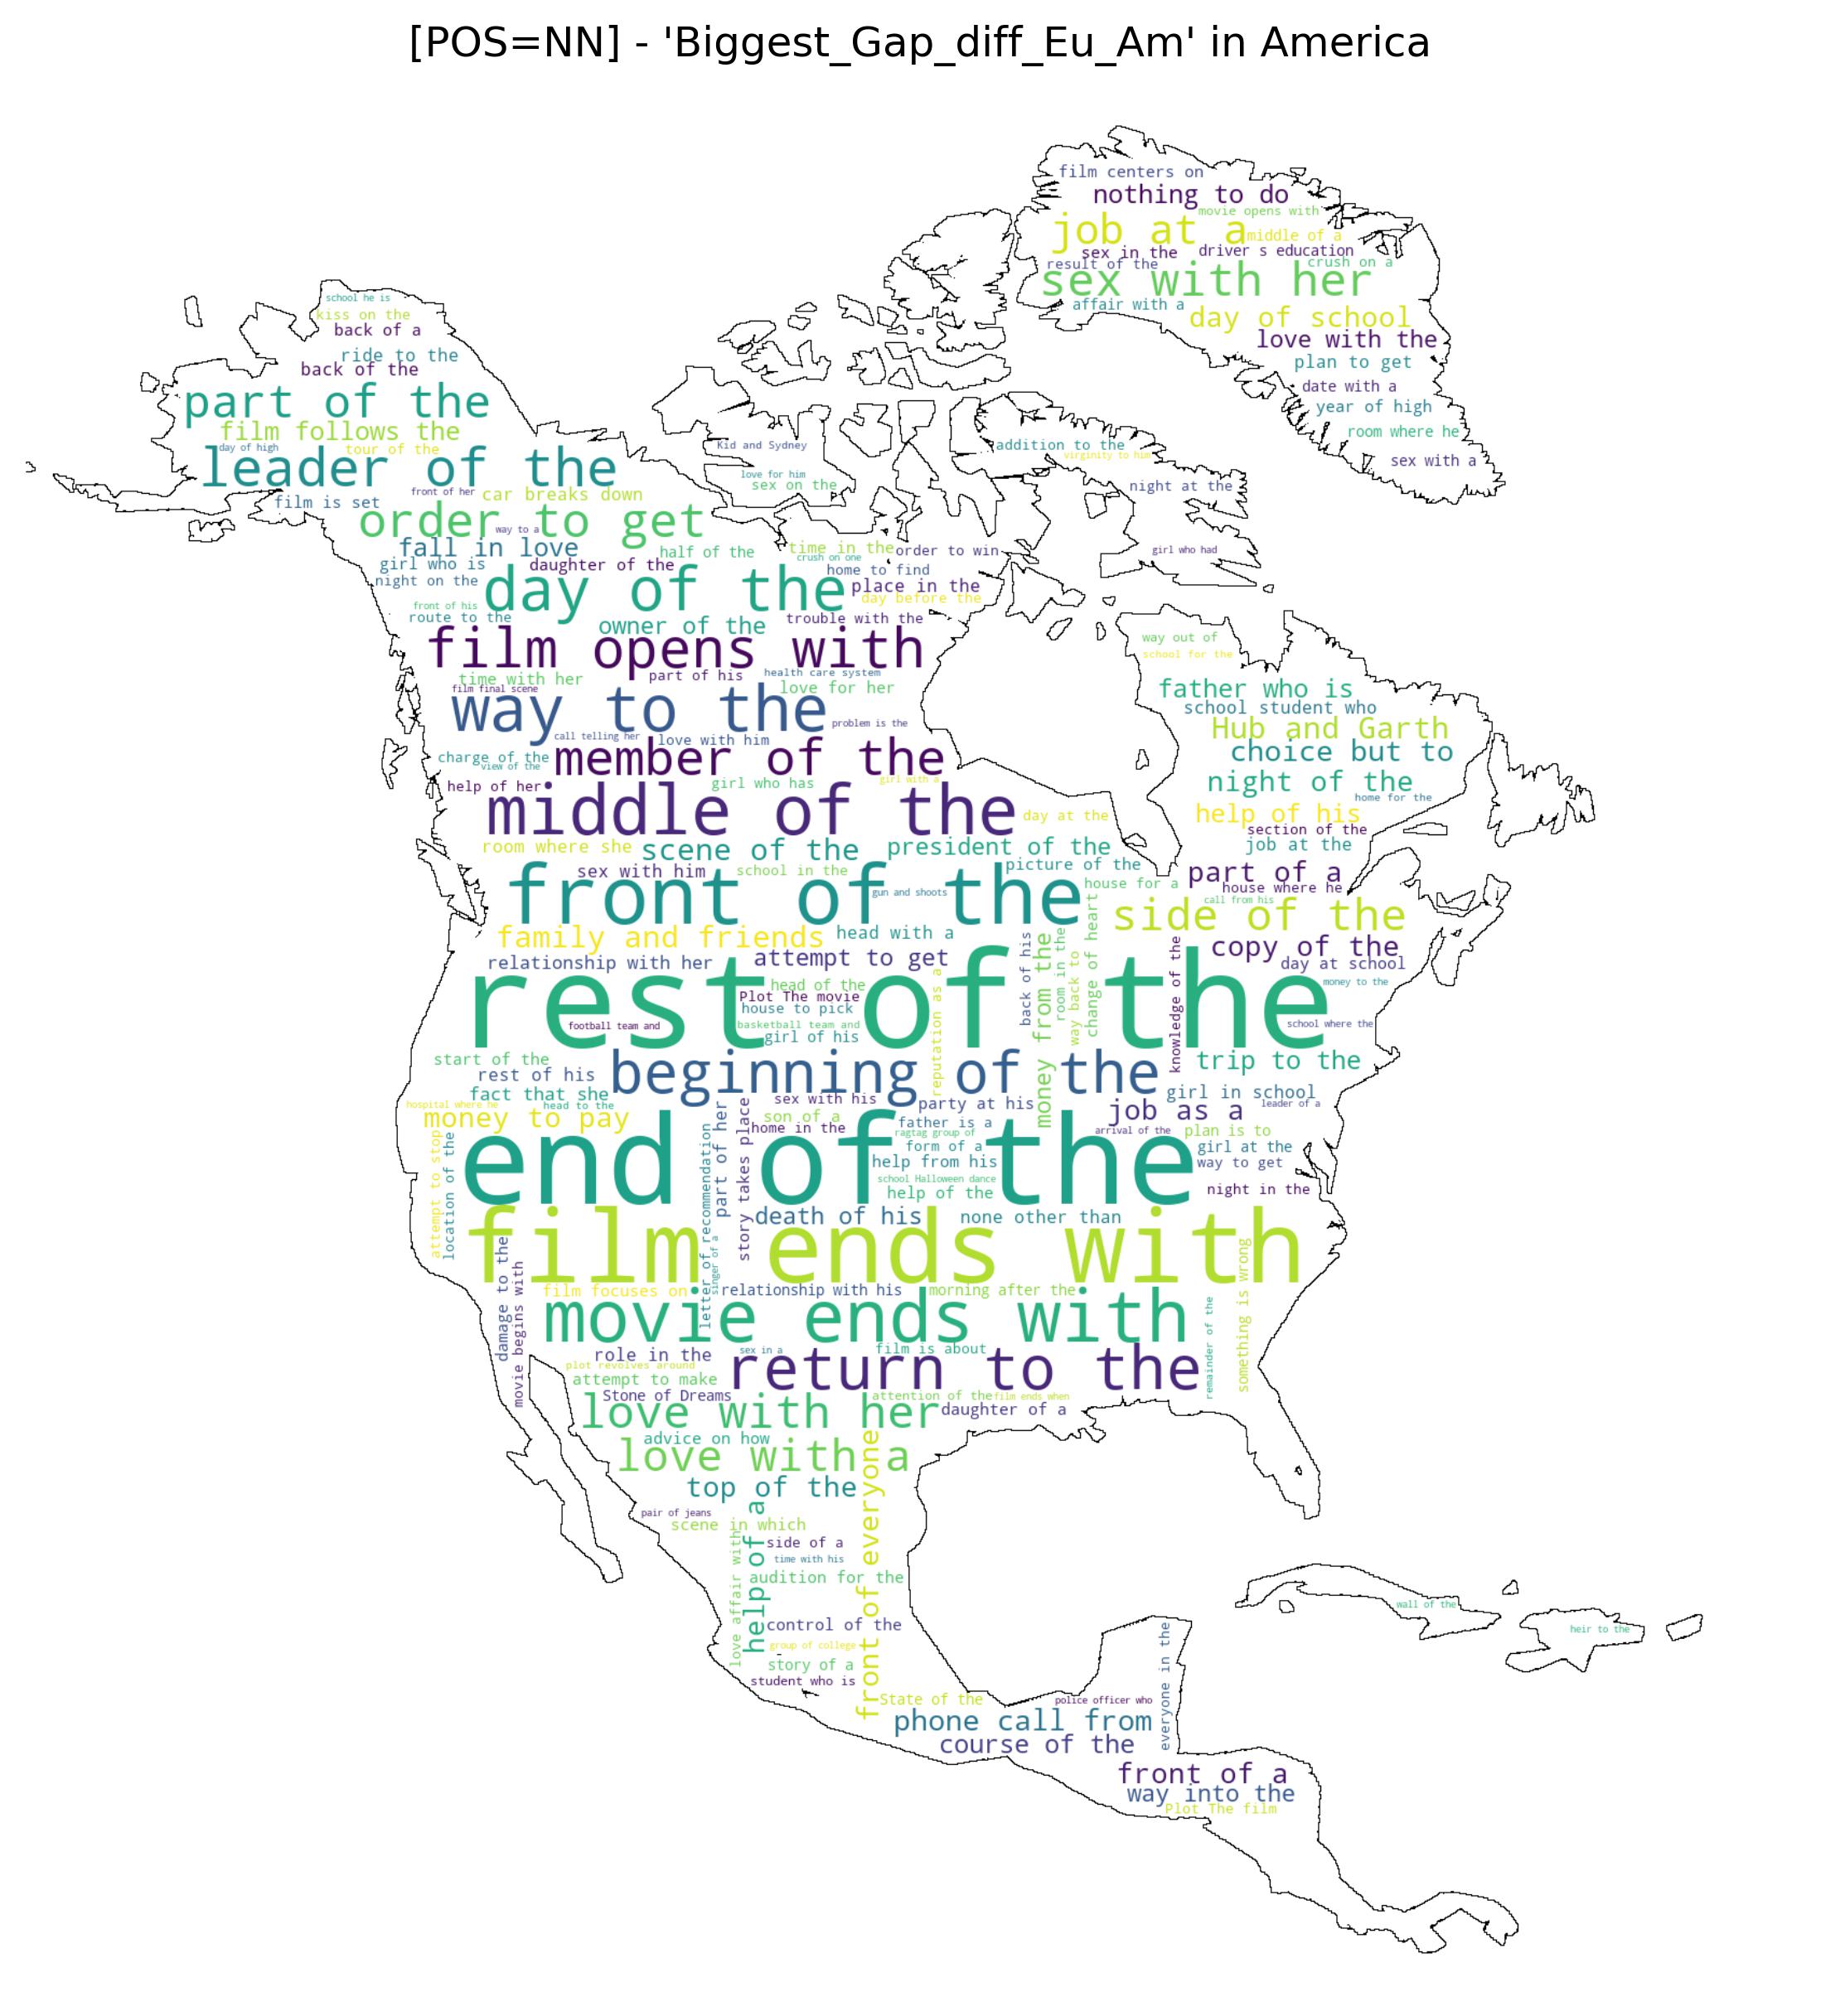 [POS=NN] - 'Biggest_Gap_diff_Eu_Am' in America
film centers on
nothing to do
movie opens with
job at a
middle of a
sex in the
driver s education
result of the
crush on a
sex with her
affair with a
day of school
love with the
plan to get
date with a
year of high
room where he
sex with a
school he is
kiss on the
back of a
ride to the
back of the
part of the
film follows the
day of high
tour of the
leader of the
film is set
front of her
car breaks down
order to get
way to a
Kid and Sydney
love for him
sex on the
addition to the
virginity to him
night at the
girl who had
fall in love
half of the
time in the
order to win
crush on one
girl who is
daughter of the
home to find
night on the
day of the
place in the
day before the
front of his
route to the
owner of the
trouble with the
film opens with
time with her
part of his
health care system
film final scene
love for her
way to the
problem is the
call telling her
love with him
charge of the
view of the
member of the
help of her
girl who has
girl with a
middle of the
day at the
way out of
school for the
father who is
school student who
Hub and Garth
choice but to
night of the
home for the
help of his
section of the
job at the
room where she
scene of the
president of the
picture of the
sex with him
school in the
house for a
part of a
house where he
call from his
front of the
gun and shoots
side of the
family and friends
head with a
relationship with her
attempt to get
copy of the
day at school
money to the
head of the
Plot The movie
house to pick
basketball team and
football team and
girl of his
rest of the
reputation as a
back of his
money from the
room in the
way back to
change of heart
knowledge of the
school where the
start of the
rest of his
beginning of the
trip to the
fact that she
hospital where he
head to the
money to pay
sex with his
son of a
home in the
party at his
girl in school
job as a
leader of a
father is a
ragtag group of
form of a
help from his
school Halloween dance
help of the
arrival of the
plan is to
girl at the
way to get
night in the
end of the
attempt to stop
location of the
letter of recommendation
part of her
singer of a
story takes place
death of his
none other than
film ends with
damage to the
movie begins with
film focuses on
relationship with his
morning after the
movie ends with
remainder of the
something is wrong
role in the
sex in a
film is about
plot revolves around
attempt to make
return to the
Stone of Dreams
attention of the
film ends when
love with her
daughter of a
advice on how
love with a
top of the
pair of jeans
scene in which
love affair with
help of a
side of a
time with his
audition for the
control of the
group of college
story of a
student who is
front of everyone
State of the
police officer who
phone call from
course of the
everyone in the
front of a
way into the
Plot The film
wall of the
heir to the